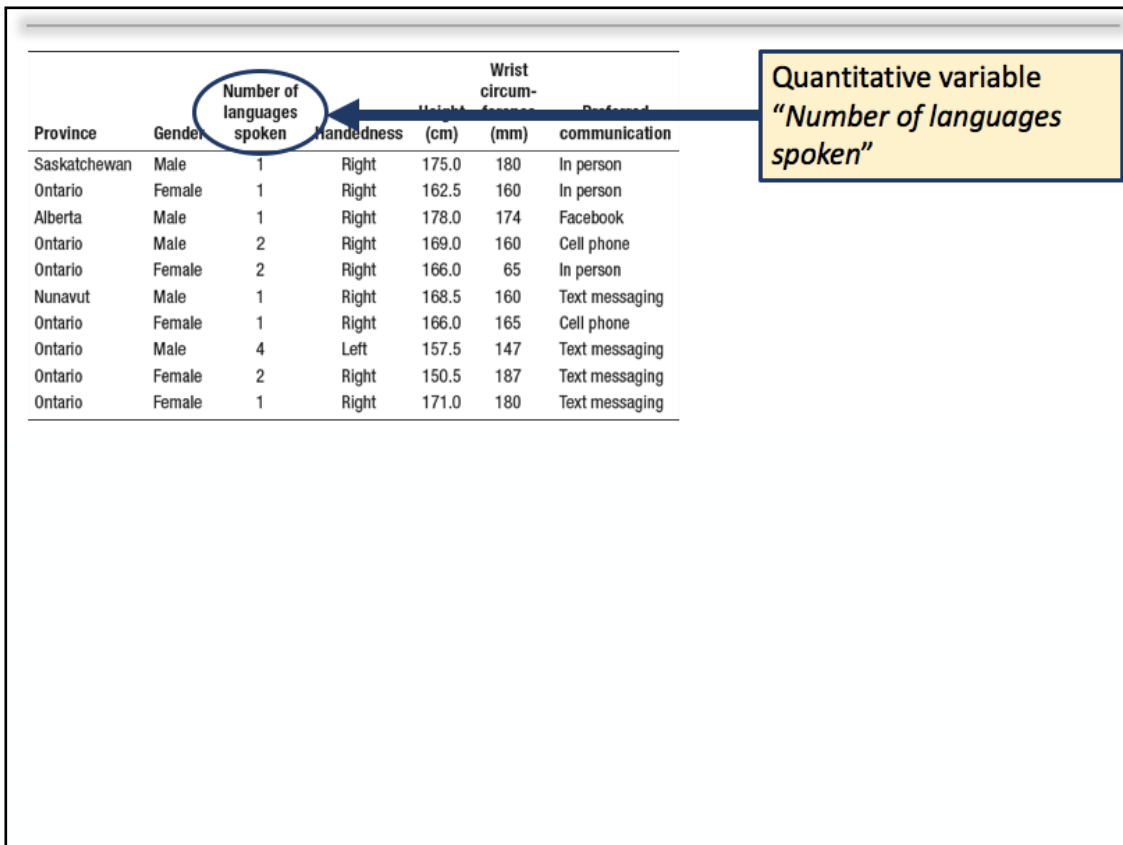 Wrist
Number of circum-
languages Height ference Preferred
Province Gender spoken Handedness (cm) (mm) communication
Saskatchewan Male 1 Right 175.0 180 In person
Ontario Female 1 Right 162.5 160 In person
Alberta Male 1 Right 178.0 174 Facebook
Ontario Male 2 Right 169.0 160 Cell phone
Ontario Female 2 Right 166.0 65 In person
Nunavut Male 1 Right 168.5 160 Text messaging
Ontario Female 1 Right 166.0 165 Cell phone
Ontario Male 4 Left 157.5 147 Text messaging
Ontario Female 2 Right 150.5 187 Text messaging
Ontario Female 1 Right 171.0 180 Text messaging
Quantitative variable
“Number of languages
spoken”